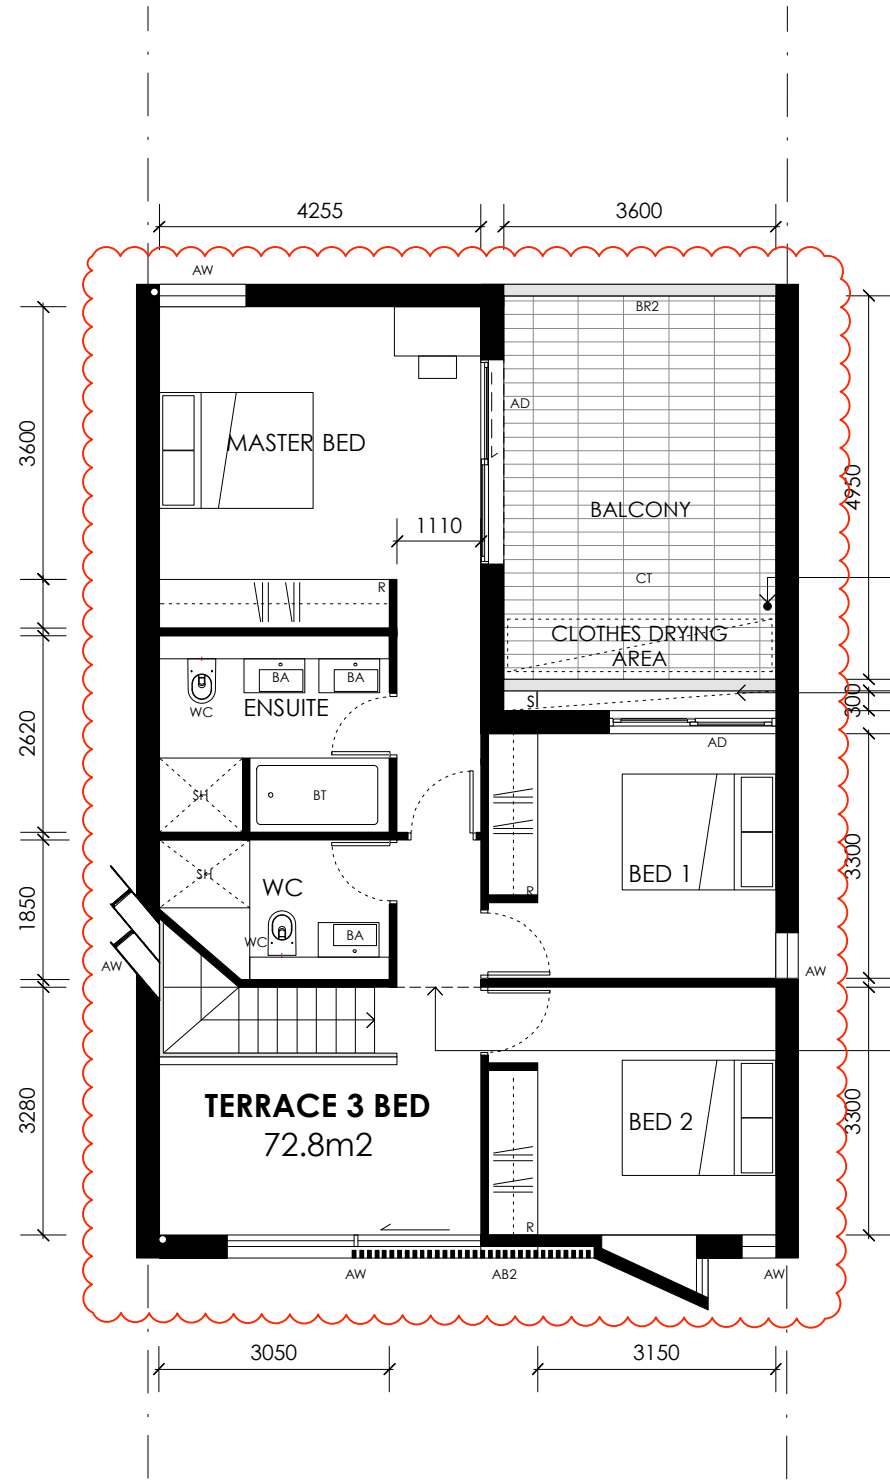 4255
3600
AW
BR2
3600
AD
MASTER BED
4950
BALCONY
1110
CT
R
CLOTHES DRYING
AREA
BA
BA
WC
ENSUITE
SI
300
2620
AD
SH
BT
BED 1
3300
SH
WC
R
1850
WC
BA
AW
AW
3280
TERRACE 3 BED
72.8m2
BED 2
3300
R
AW
AB2
AW
3050
3150